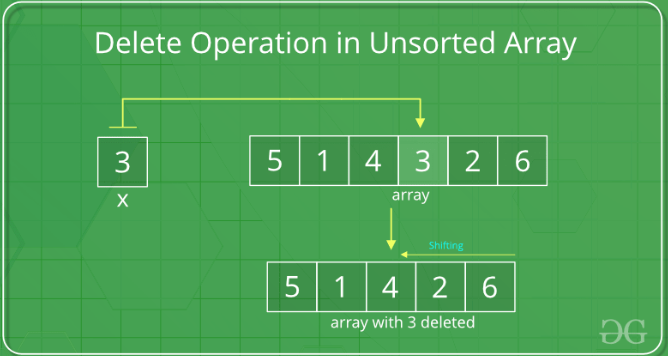 Delete Operation in Unsorted Array
3
x
5 1 4 3 2 6
array
Shifting
5 1 4 2 6
array with 3 deleted